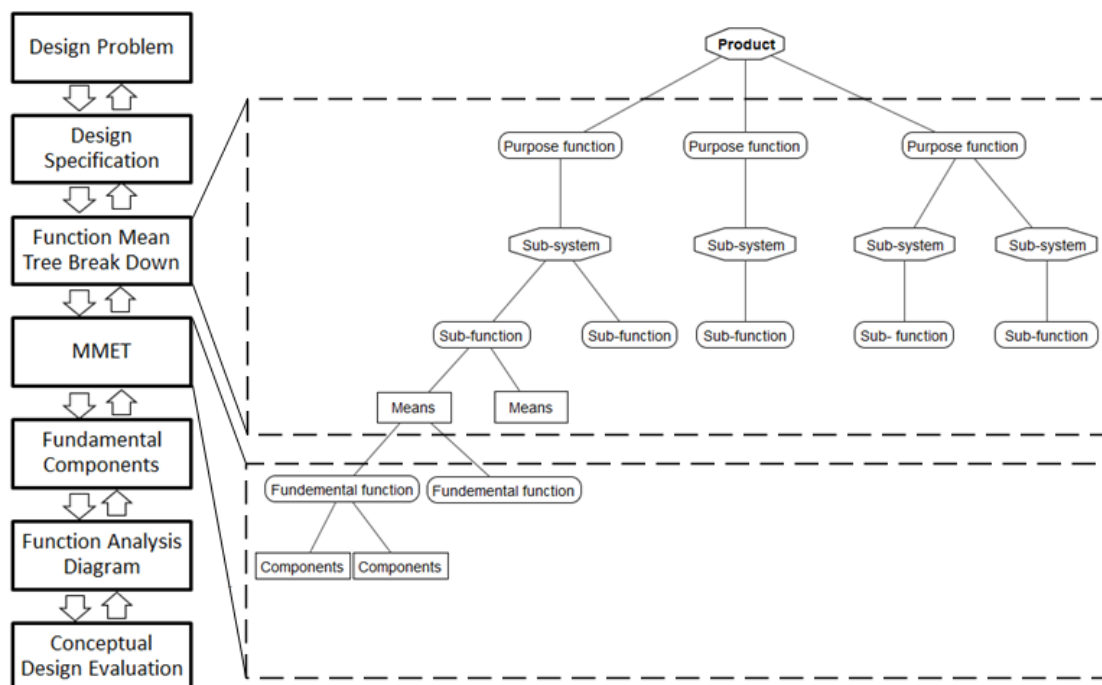 Design Problem
Design
Specification
Function Mean
Tree Break Down
MMET
Fundamental
Components
Function Analysis
Diagram
Conceptual
Design Evaluation
Product
Purpose function
Purpose function
Purpose function
Sub-system
Sub-system
Sub-system
Sub-system
Sub-function
Sub-function
Sub-function
Sub- function
Sub-function
Means
Means
Fundemental function
Fundemental function
Components
Components